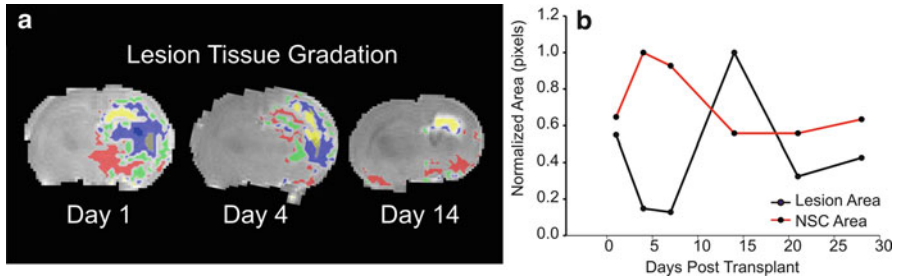 a
Lesion Tissue Gradation
Day 1
Day 4
Day 14
b
Normalized Area (pixels)
1.2
1.0
0.8
0.6
0.4
0.2
0.0
0
5
10
15
20
25
30
Lesion Area
NSC Area
Days Post Transplant